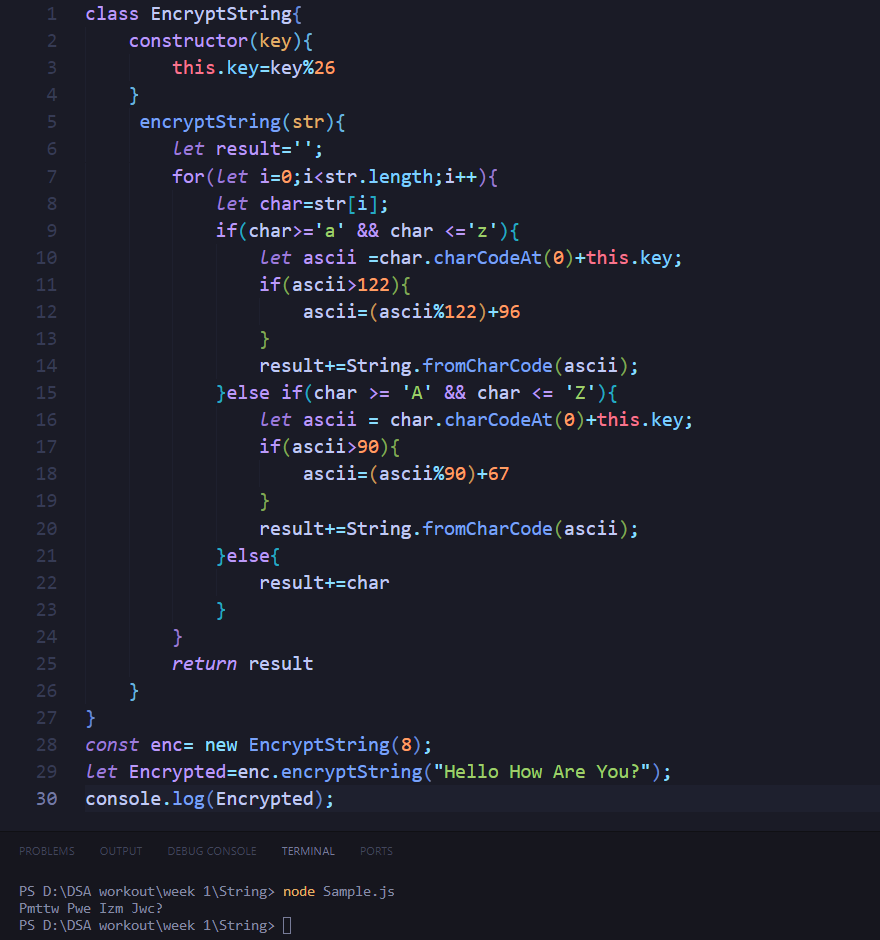 1 class EncryptString{
2     constructor(key){
3         this.key=key%26
4     }
5      encryptString(str){
6         let result='';
7         for(let i=0;i<str.length;i++){
8             let char=str[i];
9             if(char>='a' && char <='z'){
10                 let ascii =char.charCodeAt(0)+this.key;
11                 if(ascii>122){
12                     ascii=(ascii%122)+96
13                 }
14                 result+=String.fromCharCode(ascii);
15             }else if(char >= 'A' && char <= 'Z'){
16                 let ascii = char.charCodeAt(0)+this.key;
17                 if(ascii>90){
18                     ascii=(ascii%90)+67
19                 }
20                 result+=String.fromCharCode(ascii);
21             }else{
22                 result+=char
23             }
24         }
25         return result
26     }
27 }
28 const enc= new EncryptString(8);
29 let Encrypted=enc.encryptString("Hello How Are You?");
30 console.log(Encrypted);
PROBLEMS OUTPUT DEBUG CONSOLE TERMINAL PORTS
PS D:\DSA workout\week 1\String> node Sample.js
Pmttw Pwe Izm Jwc?
PS D:\DSA workout\week 1\String>